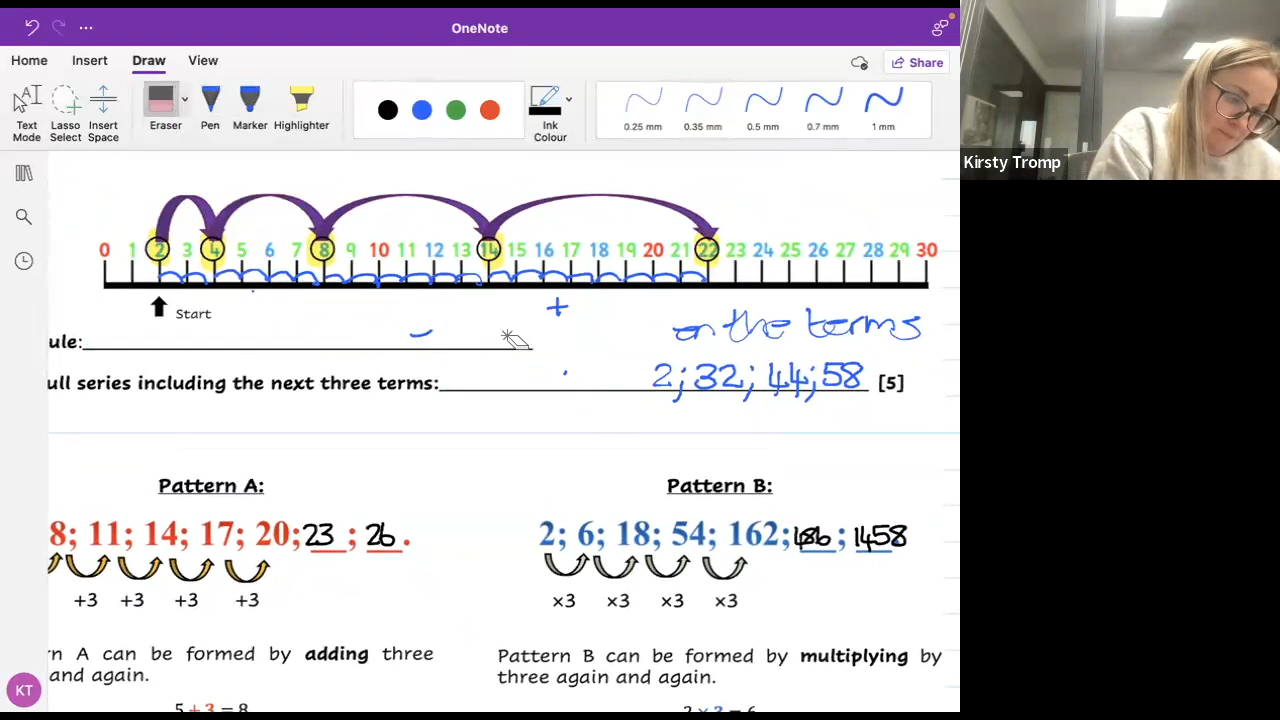 OneNote
Home Insert Draw View
Share
Text Mode
Lasso Select
Insert Space
Eraser
Pen
Marker
Highlighter
Ink Colour
0.25 mm 0.35 mm 0.5 mm 0.7 mm 1 mm
Kirsty Tromp
0 1 2 3 4 5 6 7 8 9 10 11 12 13 14 15 16 17 18 19 20 21 22 23 24 25 26 27 28 29 30
Start
+
-
the terms
ule:
2; 32; 44; 58
ull series including the next three terms: [5]
Pattern A: Pattern B:
8; 11; 14; 17; 20; 23 ; 26 .
2; 6; 18; 54; 162; 486 ; 1458
+3 +3 +3 +3
×3 ×3 ×3 ×3
rn A can be formed by adding three
and again.
Pattern B can be formed by multiplying by
three again and again.
5 + 3 = 8
2 × 3 = 6
KT